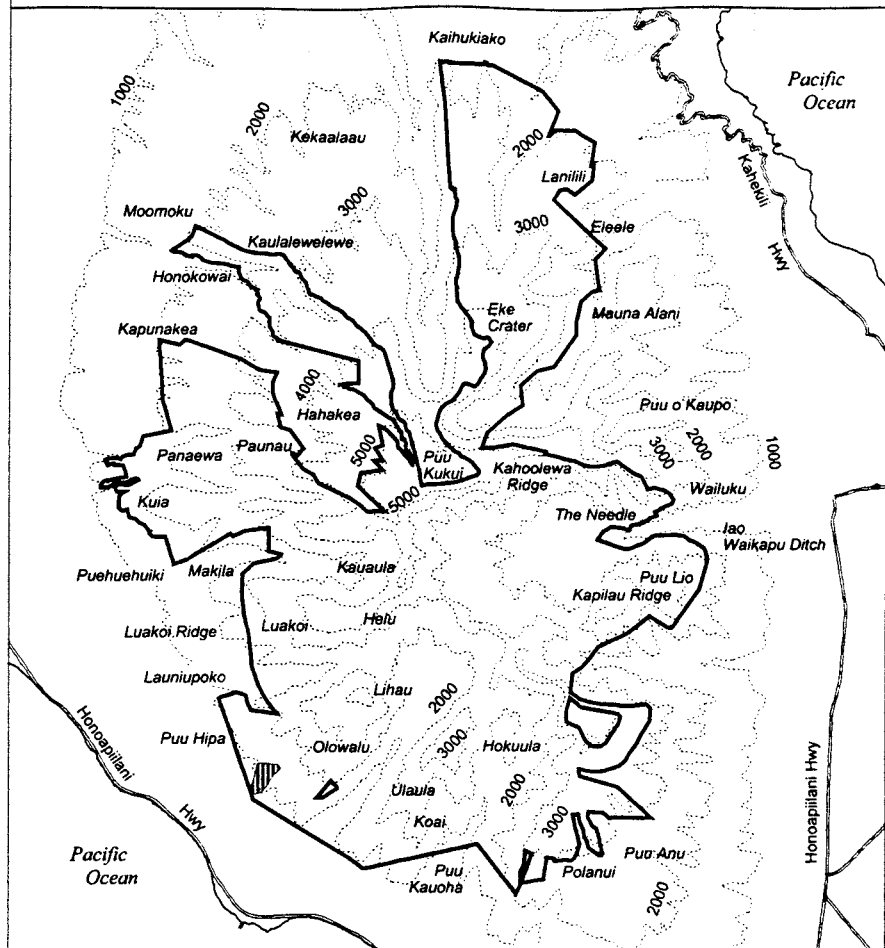 Kaihukiako
Pacific
Ocean
1000
2000
Kekaalaau
2000
Kahekili
Hwy
Lanilili
3000
Moomoku
3000
Eleele
Kaulalewelewe
Honokowai
Eke
Crater
Mauna Alani
Kapunakea
4000
Hahakea
Puu o Kaupo
3000
2000
1000
Panaewa
Paunau
5000
Puu
Kukui
Kahoolewa
Ridge
Wailuku
Kuia
5000
The Needle
Iao
Waikapu Ditch
Puehuehuiki
Makila
Kauaula
Puu Lio
Kapilau Ridge
Luakoi Ridge
Luakoi
Helu
Launiupoko
Lihau
2000
Puu Hipa
Olowalu
3000
Hokuula
Honoapiilani
Hwy
Ulaula
2000
Honoapiilani Hwy
Koai
3000
Pacific
Ocean
Puu
Kauoha
Polanui
Puu Anu
2000